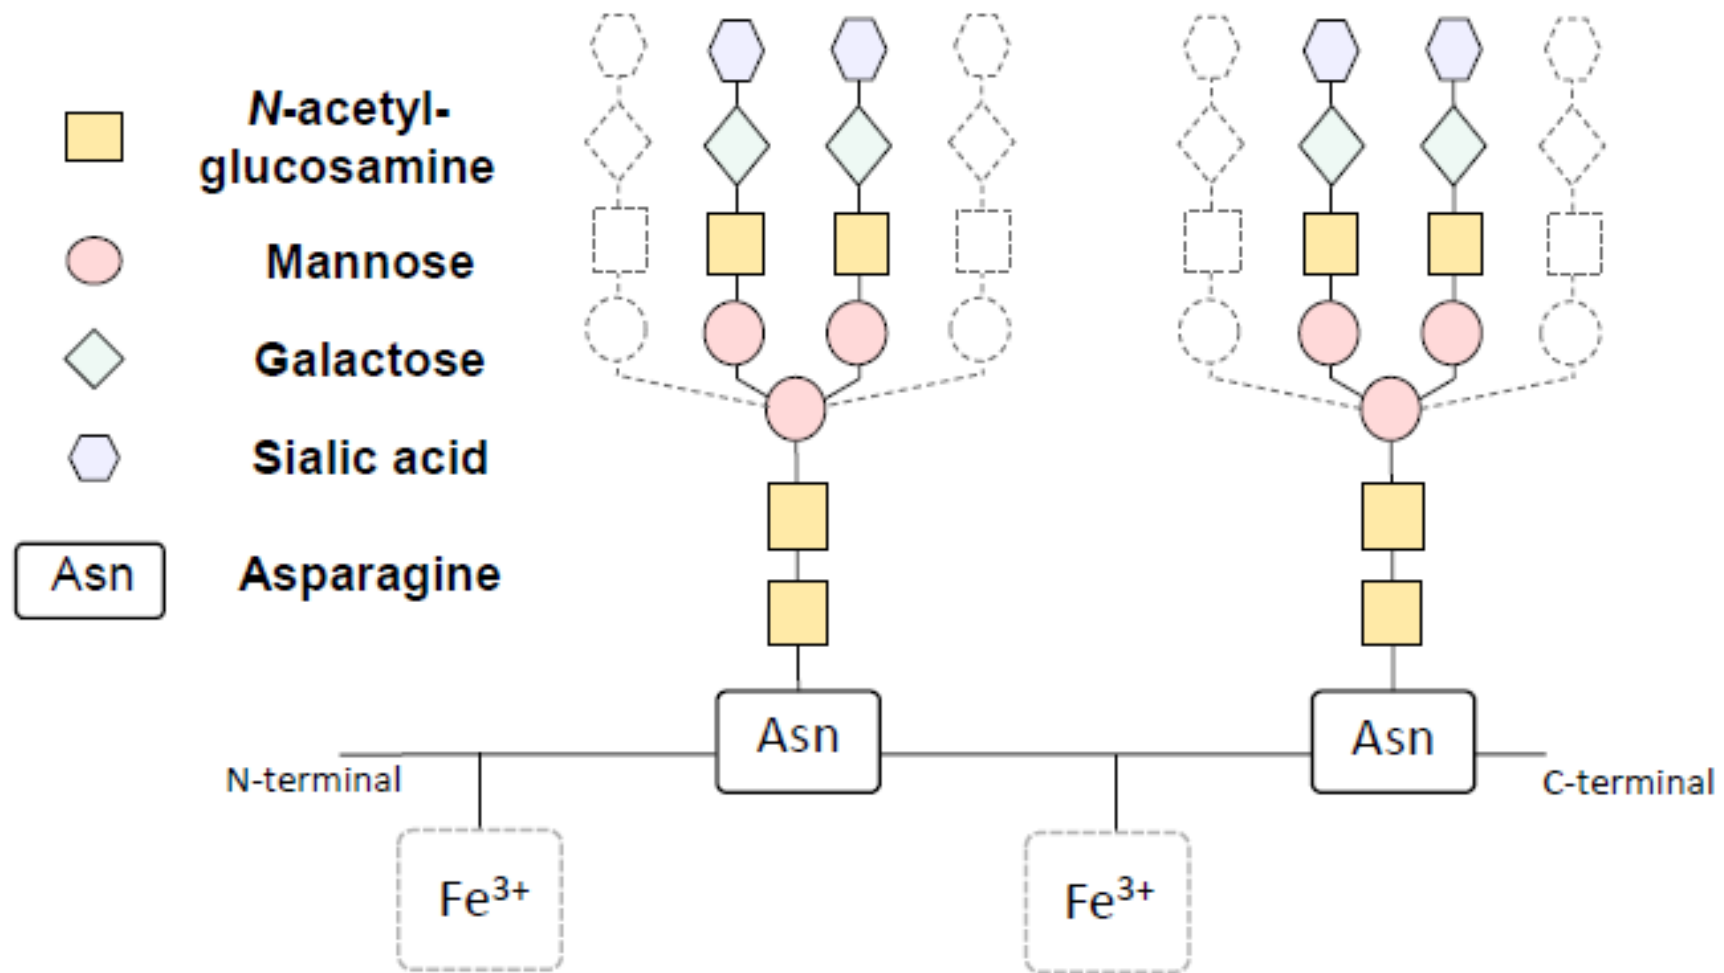 N-acetyl-
glucosamine
Mannose
Galactose
Sialic acid
Asn
Asparagine
Asn
Asn
N-terminal
C-terminal
Fe³⁺
Fe³⁺